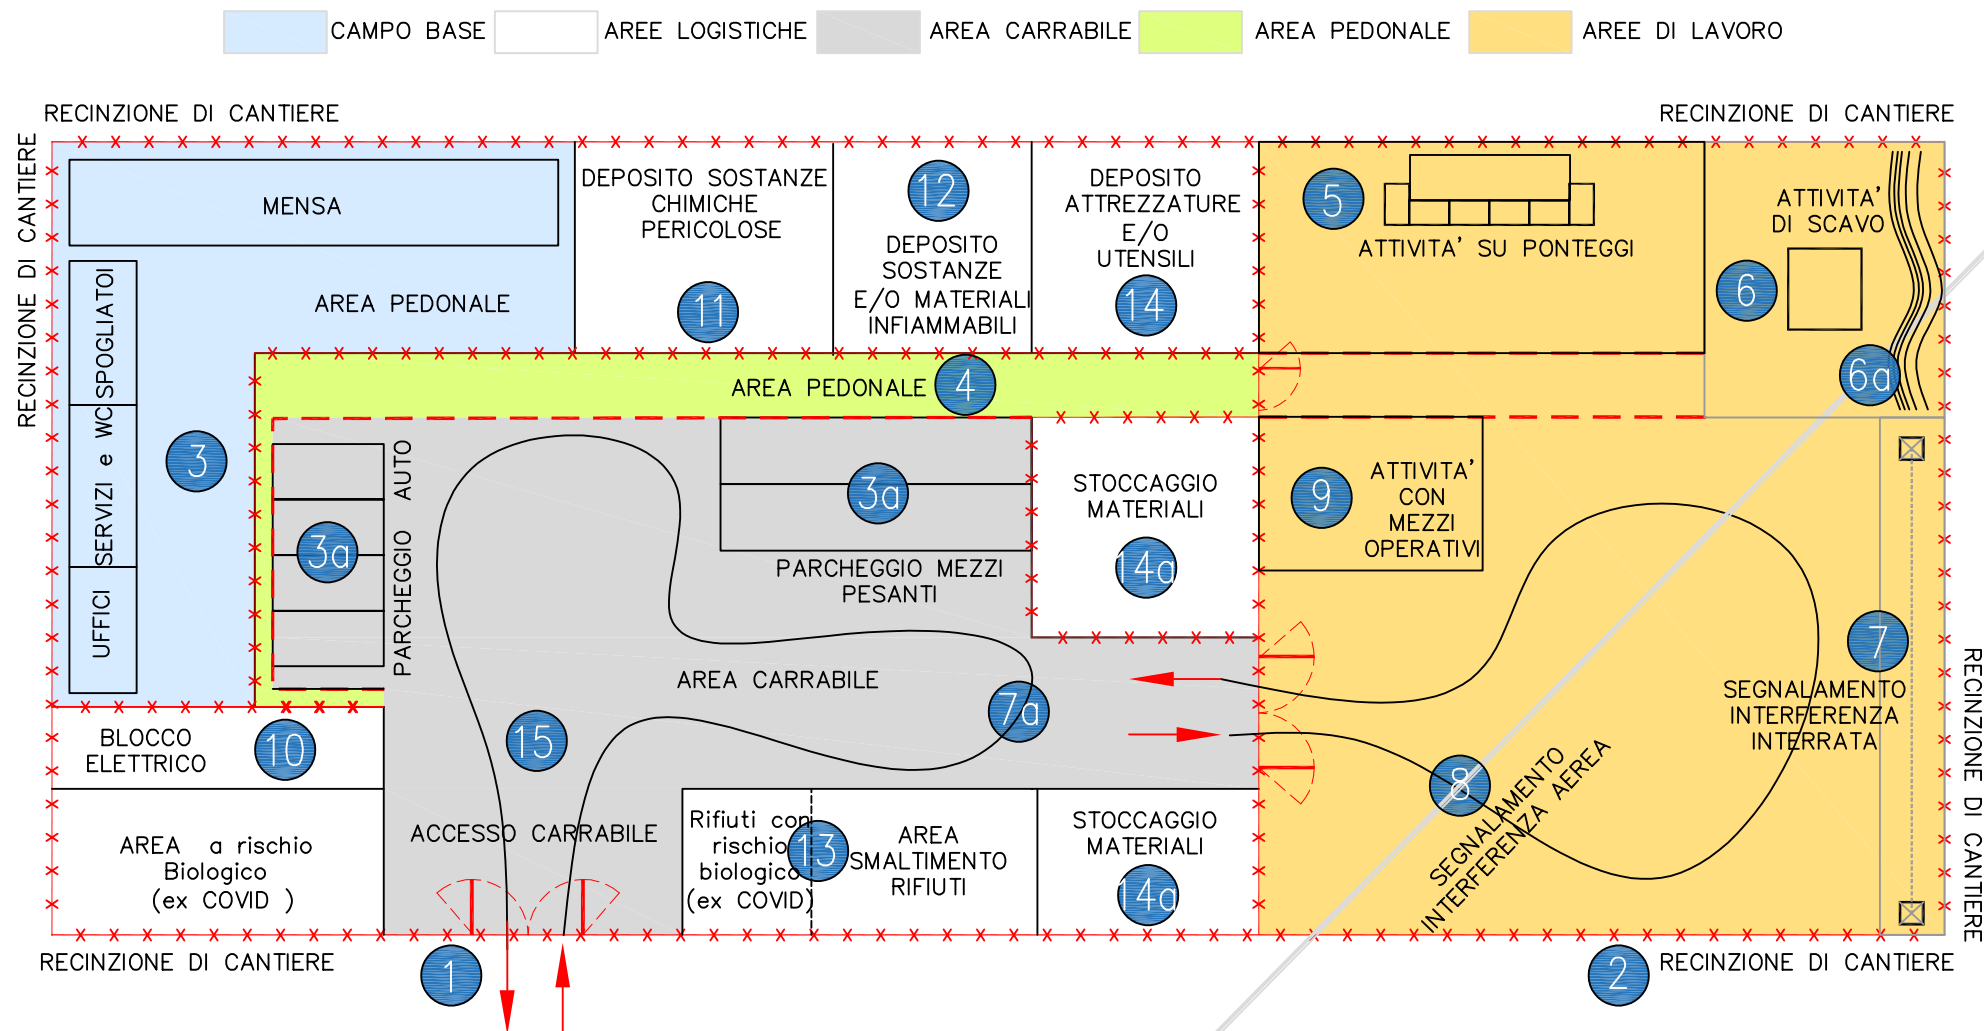 CAMPO BASE
AREE LOGISTICHE
AREA CARRABILE
AREA PEDONALE
AREE DI LAVORO
RECINZIONE DI CANTIERE
RECINZIONE DI CANTIERE
RECINZIONE DI CANTIERE
MENSA
AREA PEDONALE
SPOGLIATOI
SERVIZI e WC
UFFICI
3
DEPOSITO SOSTANZE
CHIMICHE
PERICOLOSE
11
12
DEPOSITO
SOSTANZE
E/O MATERIALI
INFIAMMABILI
DEPOSITO
ATTREZZATURE
E/O
UTENSILI
14
5
ATTIVITA' SU PONTEGGI
ATTIVITA'
DI SCAVO
6
6a
AREA PEDONALE
4
3a
PARCHEGGIO AUTO
3a
PARCHEGGIO MEZZI
PESANTI
STOCCAGGIO
MATERIALI
14a
9
ATTIVITA'
CON
MEZZI
OPERATIVI
7
SEGNALAMENTO
INTERFERENZA
INTERRATA
RECINZIONE DI CANTIERE
AREA CARRABILE
7a
15
BLOCCO
ELETTRICO
10
8
SEGNALAMENTO
INTERFERENZA AEREA
AREA a rischio
Biologico
(ex COVID )
ACCESSO CARRABILE
Rifiuti con
rischio
biologico
(ex COVID)
13
AREA
SMALTIMENTO
RIFIUTI
STOCCAGGIO
MATERIALI
14a
RECINZIONE DI CANTIERE
1
2
RECINZIONE DI CANTIERE